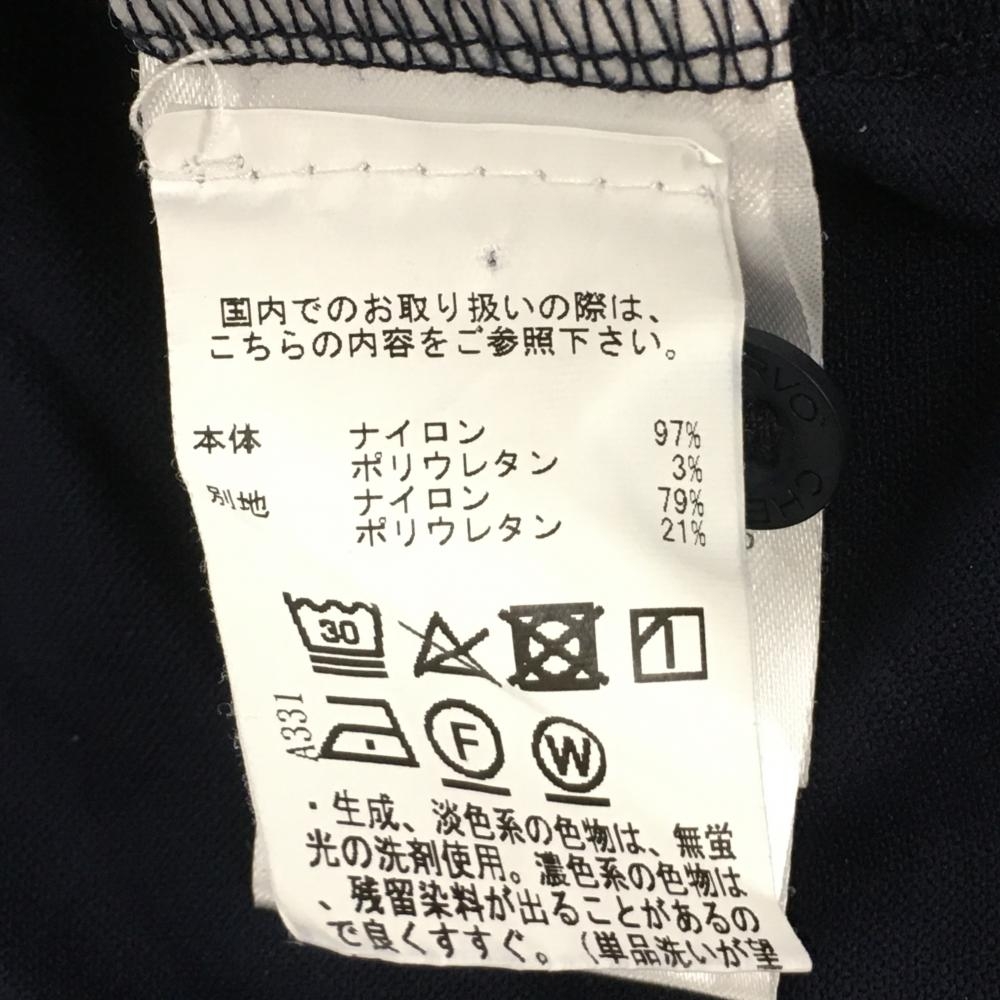 国内でのお取り扱いの際は、
こちらの内容をご参照下さい。
本体 ナイロン 97%
ポリウレタン 3%
別地 ナイロン 79%
ポリウレタン 21%
30
A331
F W
・生成、淡色系の色物は、無蛍
光の洗剤使用。濃色系の色物は
、残留染料が出ることがあるの
で良くすすぐ。（単品洗いが望